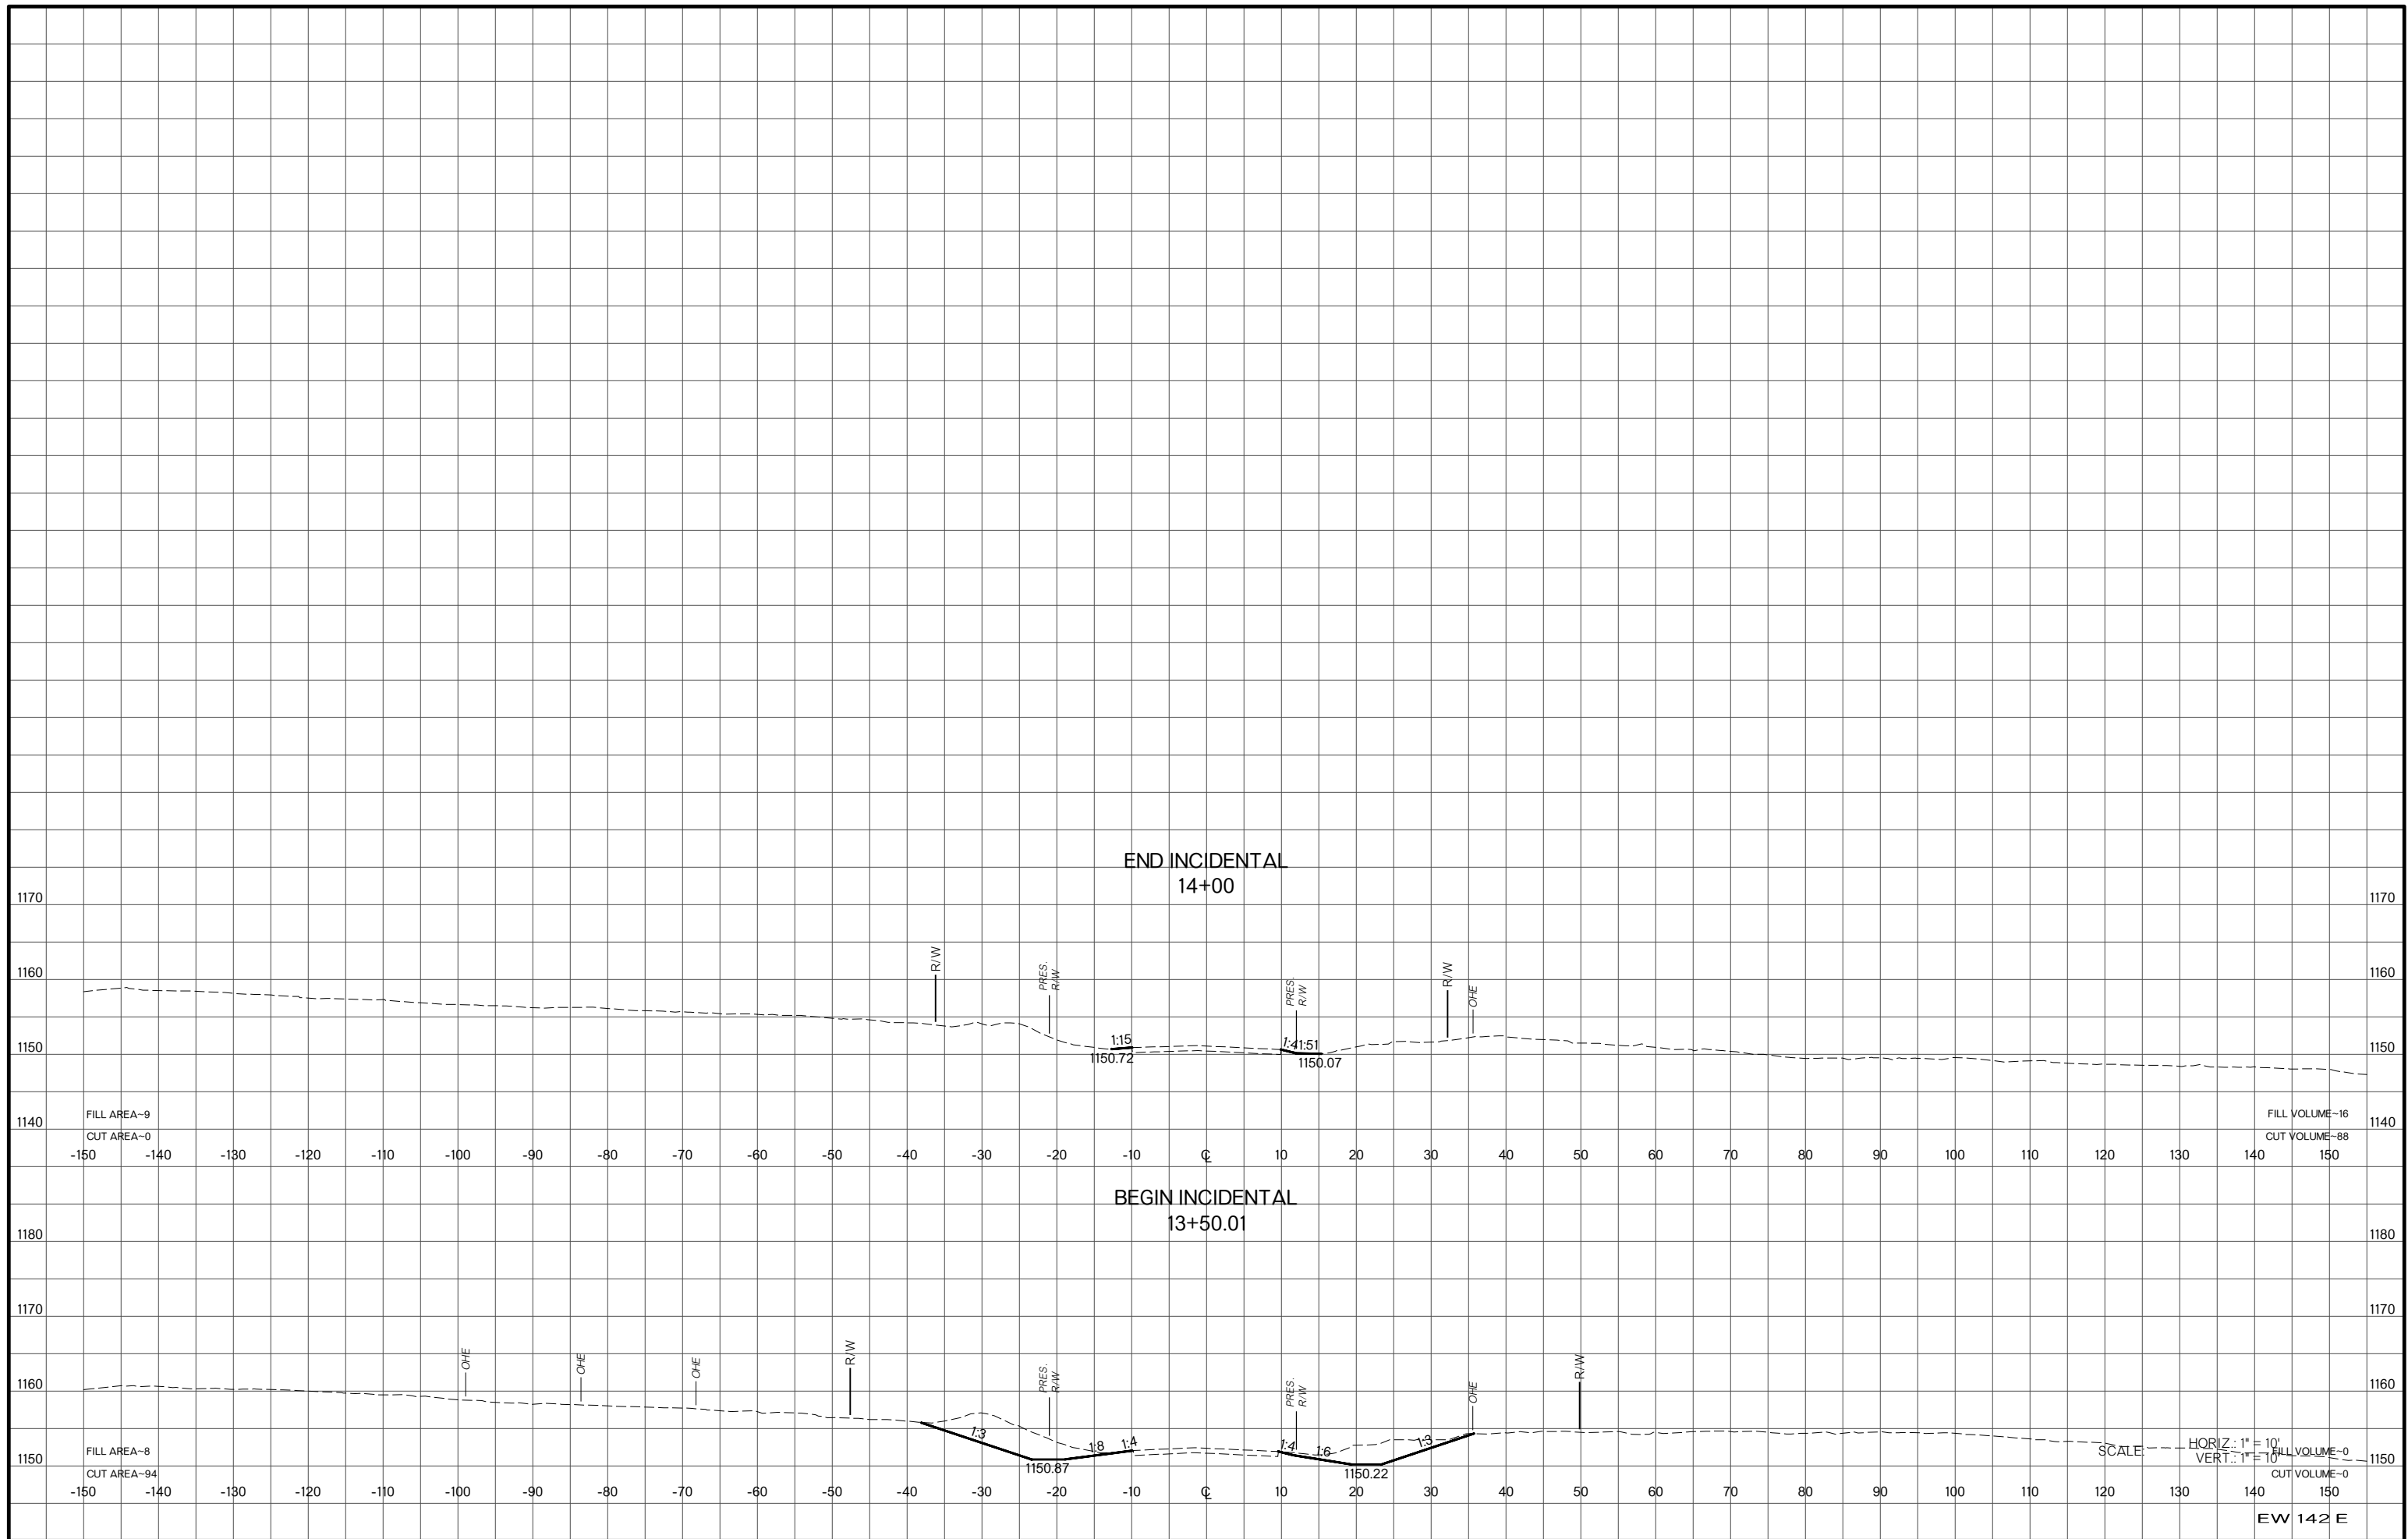 END INCIDENTAL
14+00
1170 1170
R/W PRES. R/W PRES. R/W R/W OHE
1160 1160
1:15 1:4 1:51
1150 1150
1150.72 1150.07
FILL AREA~9 FILL VOLUME~16
1140 1140
CUT AREA~0 CUT VOLUME~88
-150 -140 -130 -120 -110 -100 -90 -80 -70 -60 -50 -40 -30 -20 -10 0 10 20 30 40 50 60 70 80 90 100 110 120 130 140 150
BEGIN INCIDENTAL
13+50.01
1180 1180
1170 1170
OHE OHE OHE R/W PRES. R/W PRES. R/W OHE R/W
1160 1160
1:3 1:8 1:4 1:4 1:6 1:3
FILL AREA~8 SCALE: HORIZ.: 1" = 10' FILL VOLUME~0
1150 VERT.: 1" = 10' 1150
1150.87 1150.22
CUT AREA~94 CUT VOLUME~0
-150 -140 -130 -120 -110 -100 -90 -80 -70 -60 -50 -40 -30 -20 -10 0 10 20 30 40 50 60 70 80 90 100 110 120 130 140 150
EW 142 E